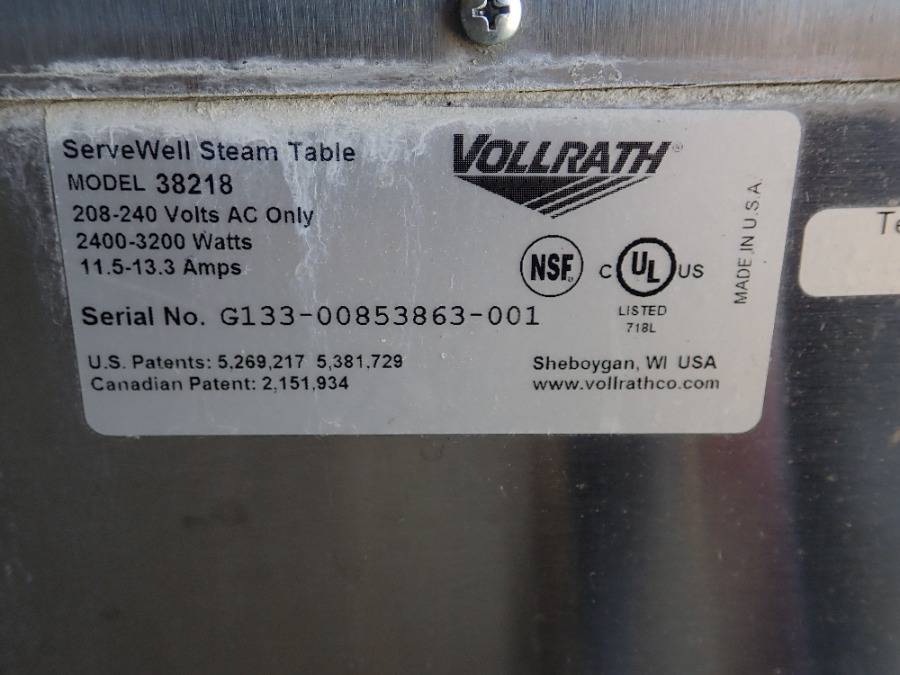 ServeWell Steam Table
MODEL 38218
208-240 Volts AC Only
2400-3200 Watts
11.5-13.3 Amps
Serial No. G133-00853863-001
U.S. Patents: 5,269,217 5,381,729
Canadian Patent: 2,151,934
VOLLRATH®
NSF
C UL US
LISTED
718L
MADE IN U.S.A.
Sheboygan, WI USA
www.vollrathco.com